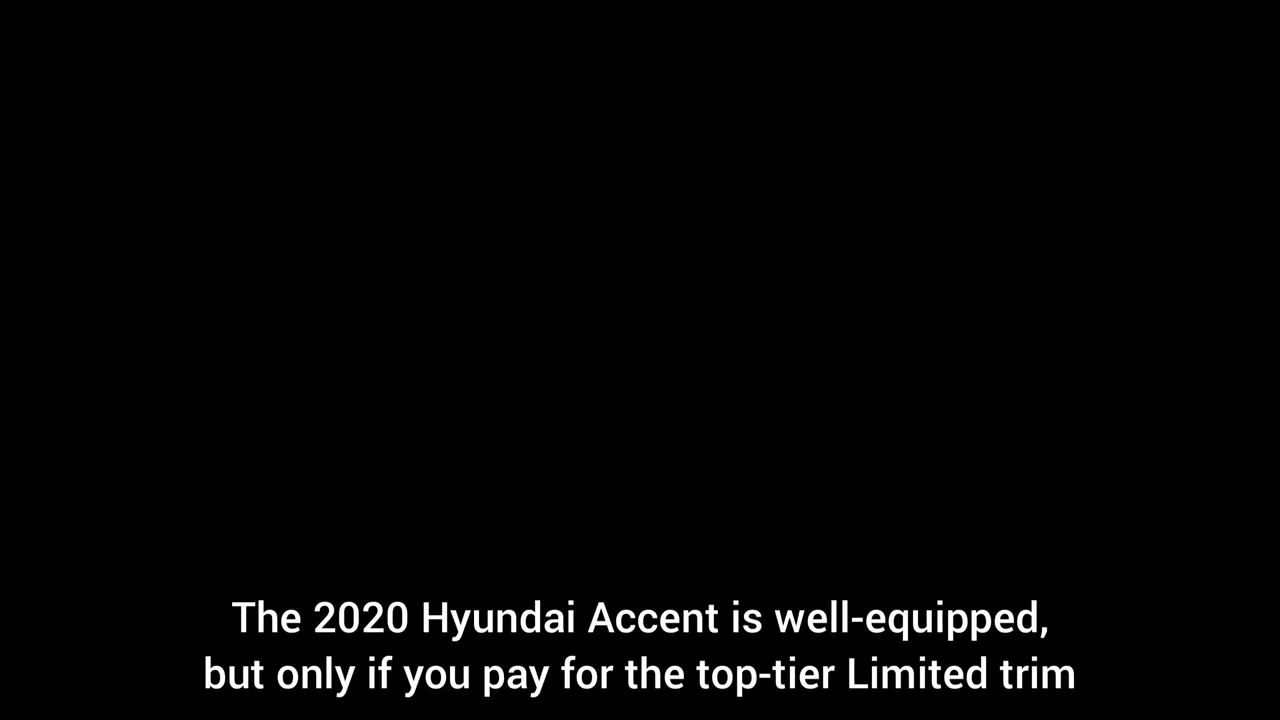 The 2020 Hyundai Accent is well-equipped,
but only if you pay for the top-tier Limited trim